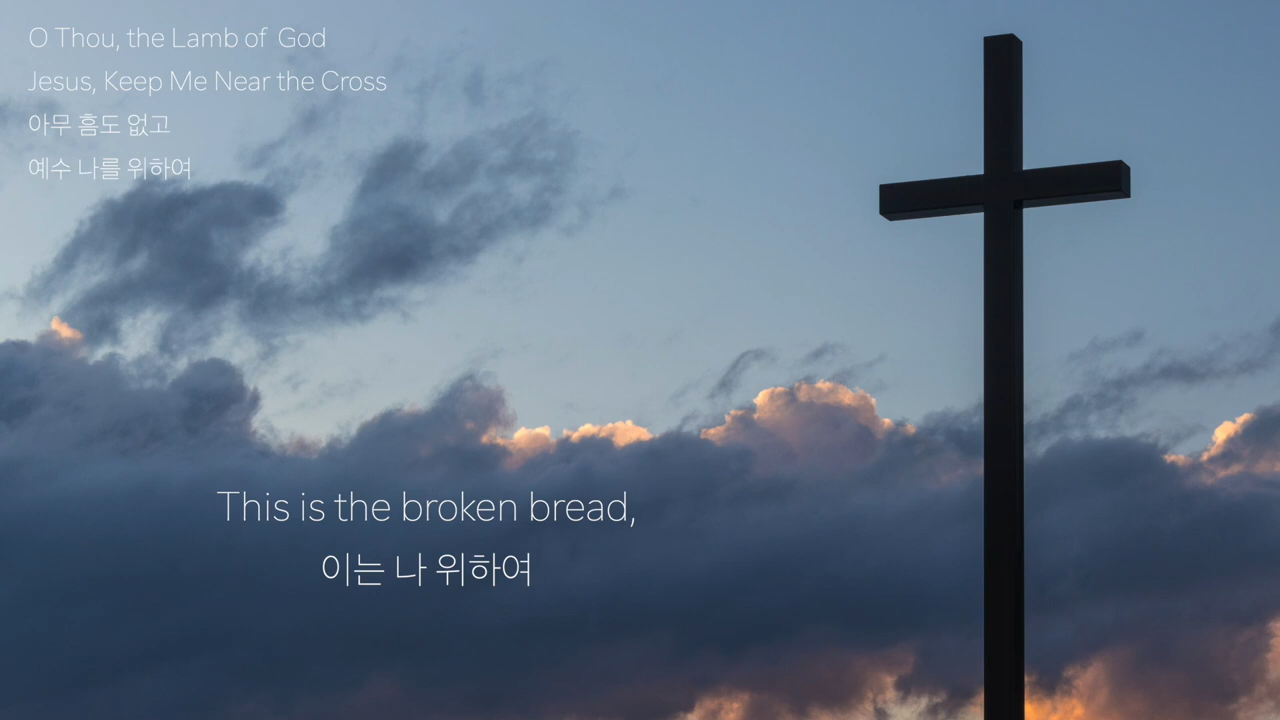 O Thou, the Lamb of God
Jesus, Keep Me Near the Cross
아무 흠도 없고
예수 나를 위하여
This is the broken bread,
이는 나 위하여